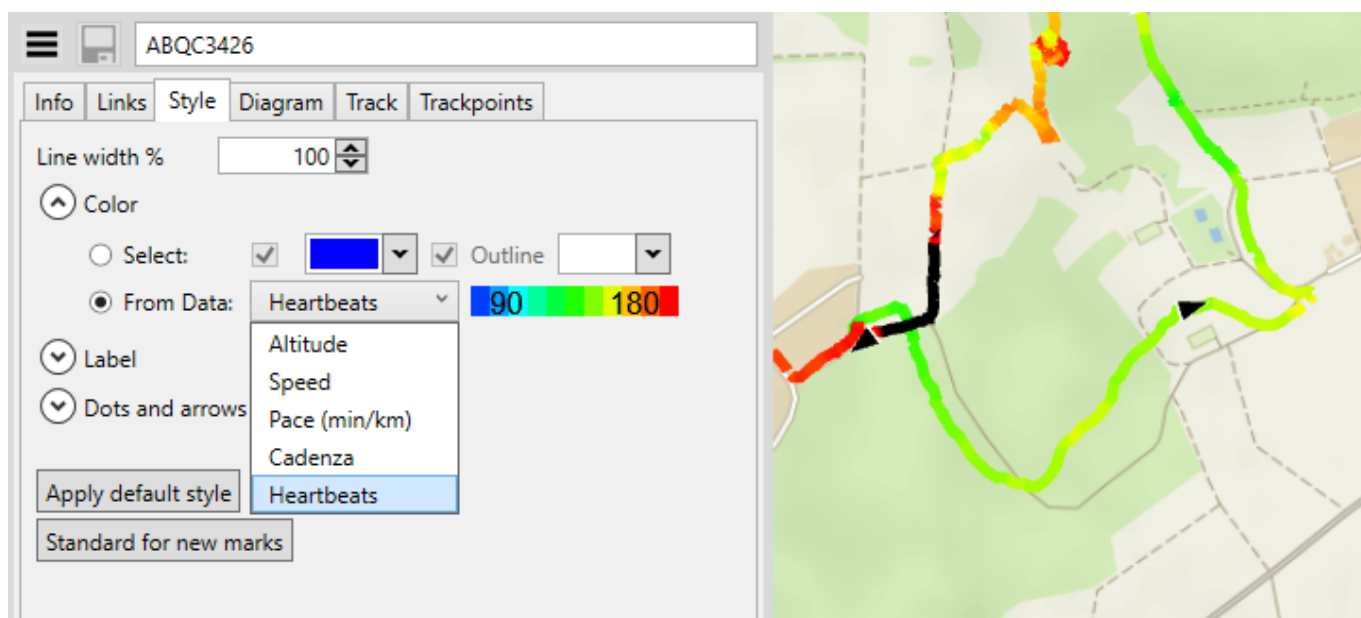 ABQC3426
Info Links Style Diagram Track Trackpoints
Line width % 100
Color
Select: Outline
From Data: Heartbeats 90 180
Altitude
Speed
Pace (min/km)
Cadenza
Heartbeats
Label
Dots and arrows
Apply default style
Standard for new marks